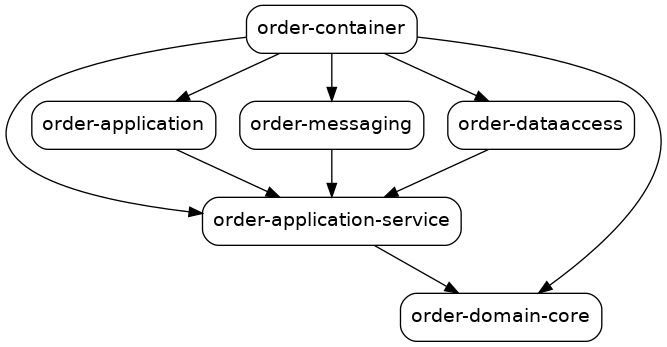 order-container
order-application
order-messaging
order-dataaccess
order-application-service
order-domain-core